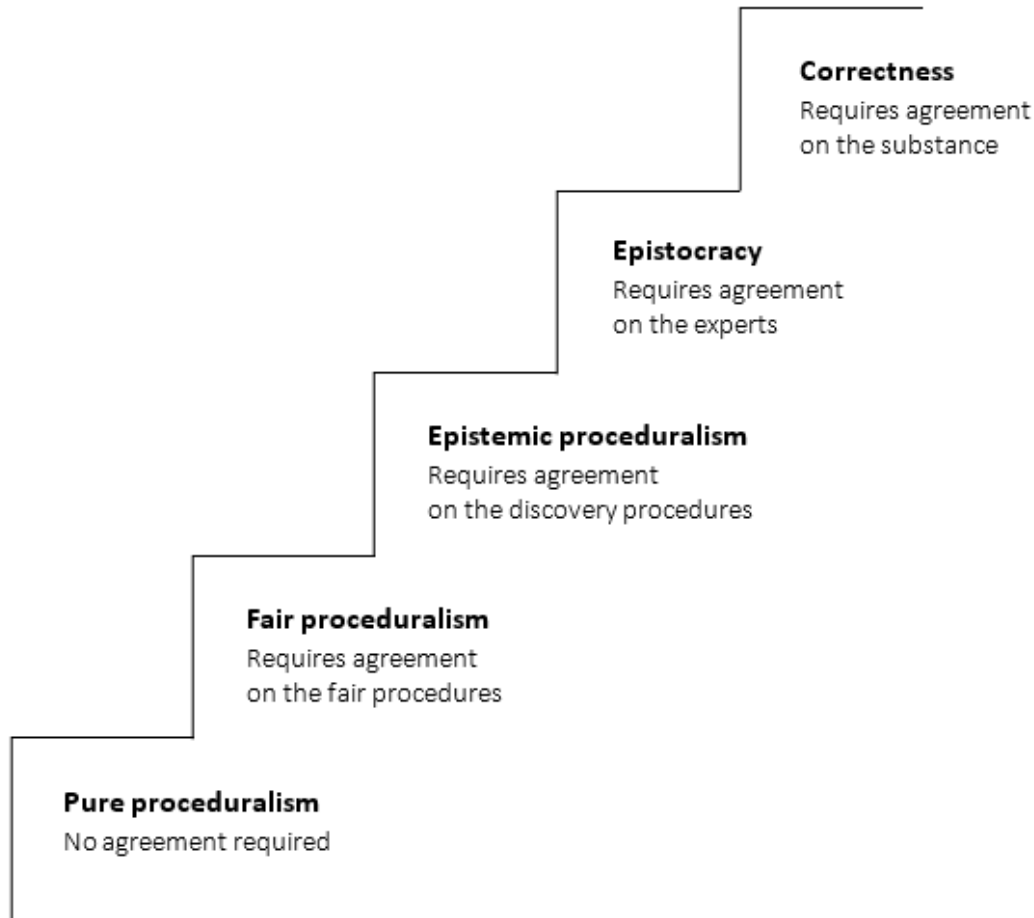 Correctness
Requires agreement
on the substance
Epistocracy
Requires agreement
on the experts
Epistemic proceduralism
Requires agreement
on the discovery procedures
Fair proceduralism
Requires agreement
on the fair procedures
Pure proceduralism
No agreement required